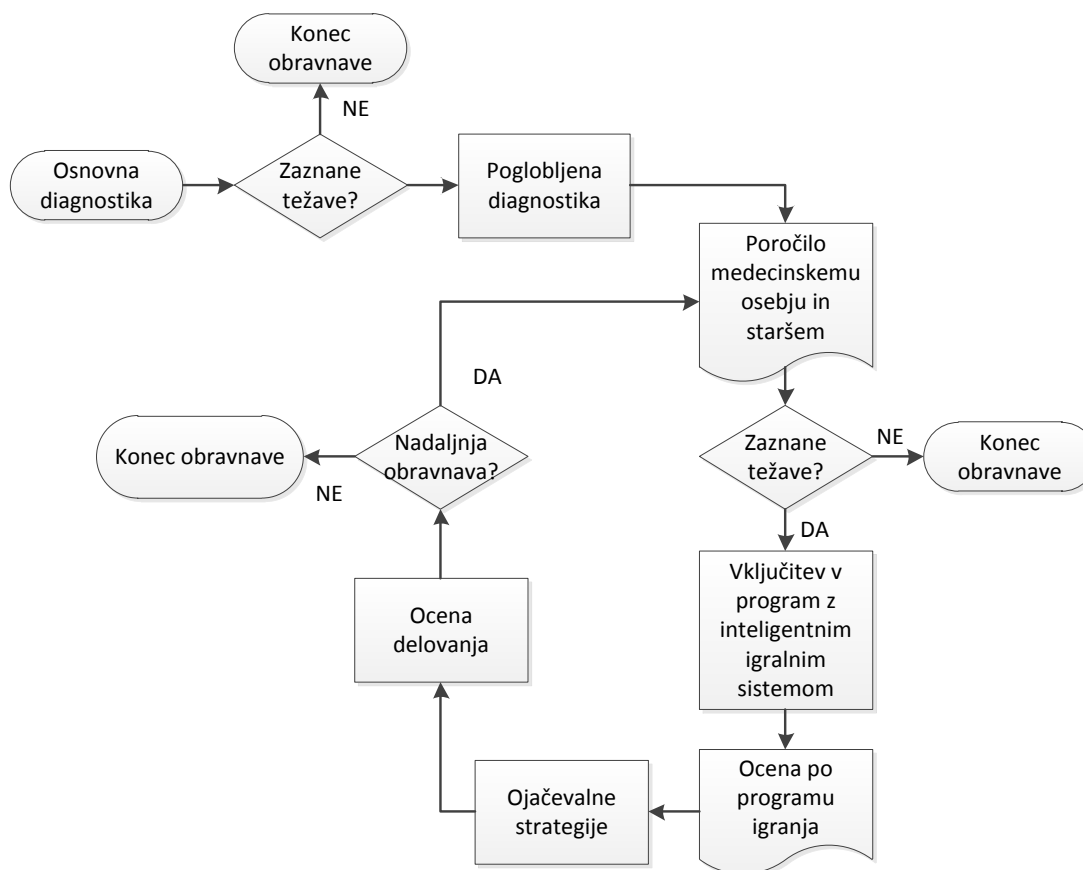 Konec
obravnave
NE
Osnovna
diagnostika
Zaznane
težave?
Poglobljena
diagnostika
Poročilo
medecinskemu
osebju in
staršem
DA
Konec obravnave
NE
Nadaljnja
obravnava?
Zaznane
težave?
NE
Konec
obravnave
DA
Vključitev v
program z
inteligentnim
igralnim
sistemom
Ocena
delovanja
Ojačevalne
strategije
Ocena po
programu
igranja